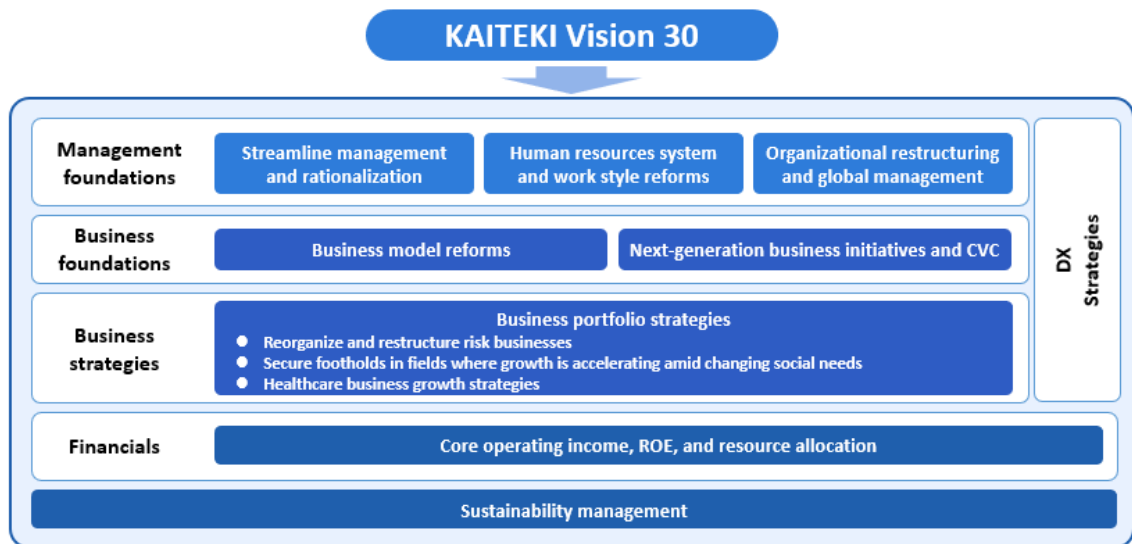 KAITEKI Vision 30
Management
foundations
Streamline management
and rationalization
Human resources system
and work style reforms
Organizational restructuring
and global management
Business
foundations
Business model reforms
Next-generation business initiatives and CVC
Business
strategies
Business portfolio strategies
● Reorganize and restructure risk businesses
● Secure footholds in fields where growth is accelerating amid changing social needs
● Healthcare business growth strategies
DX
Strategies
Financials
Core operating income, ROE, and resource allocation
Sustainability management